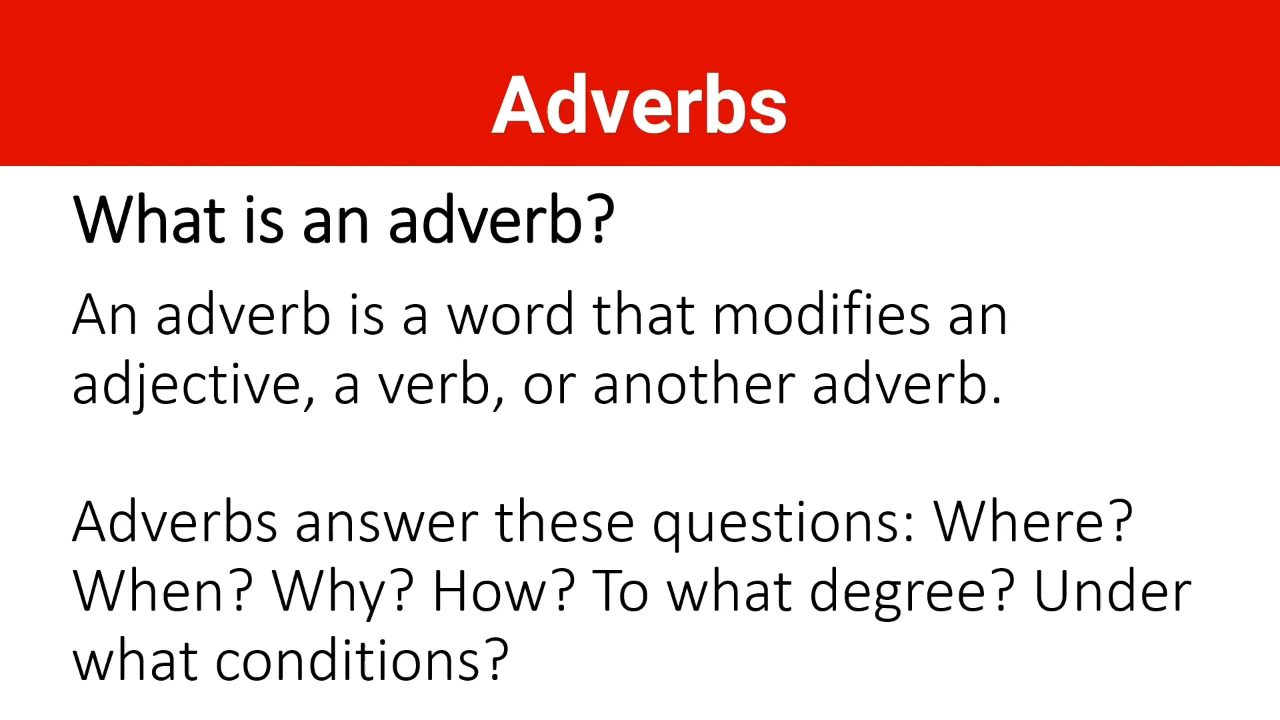 Adverbs
What is an adverb?
An adverb is a word that modifies an
adjective, a verb, or another adverb.
Adverbs answer these questions: Where?
When? Why? How? To what degree? Under
what conditions?